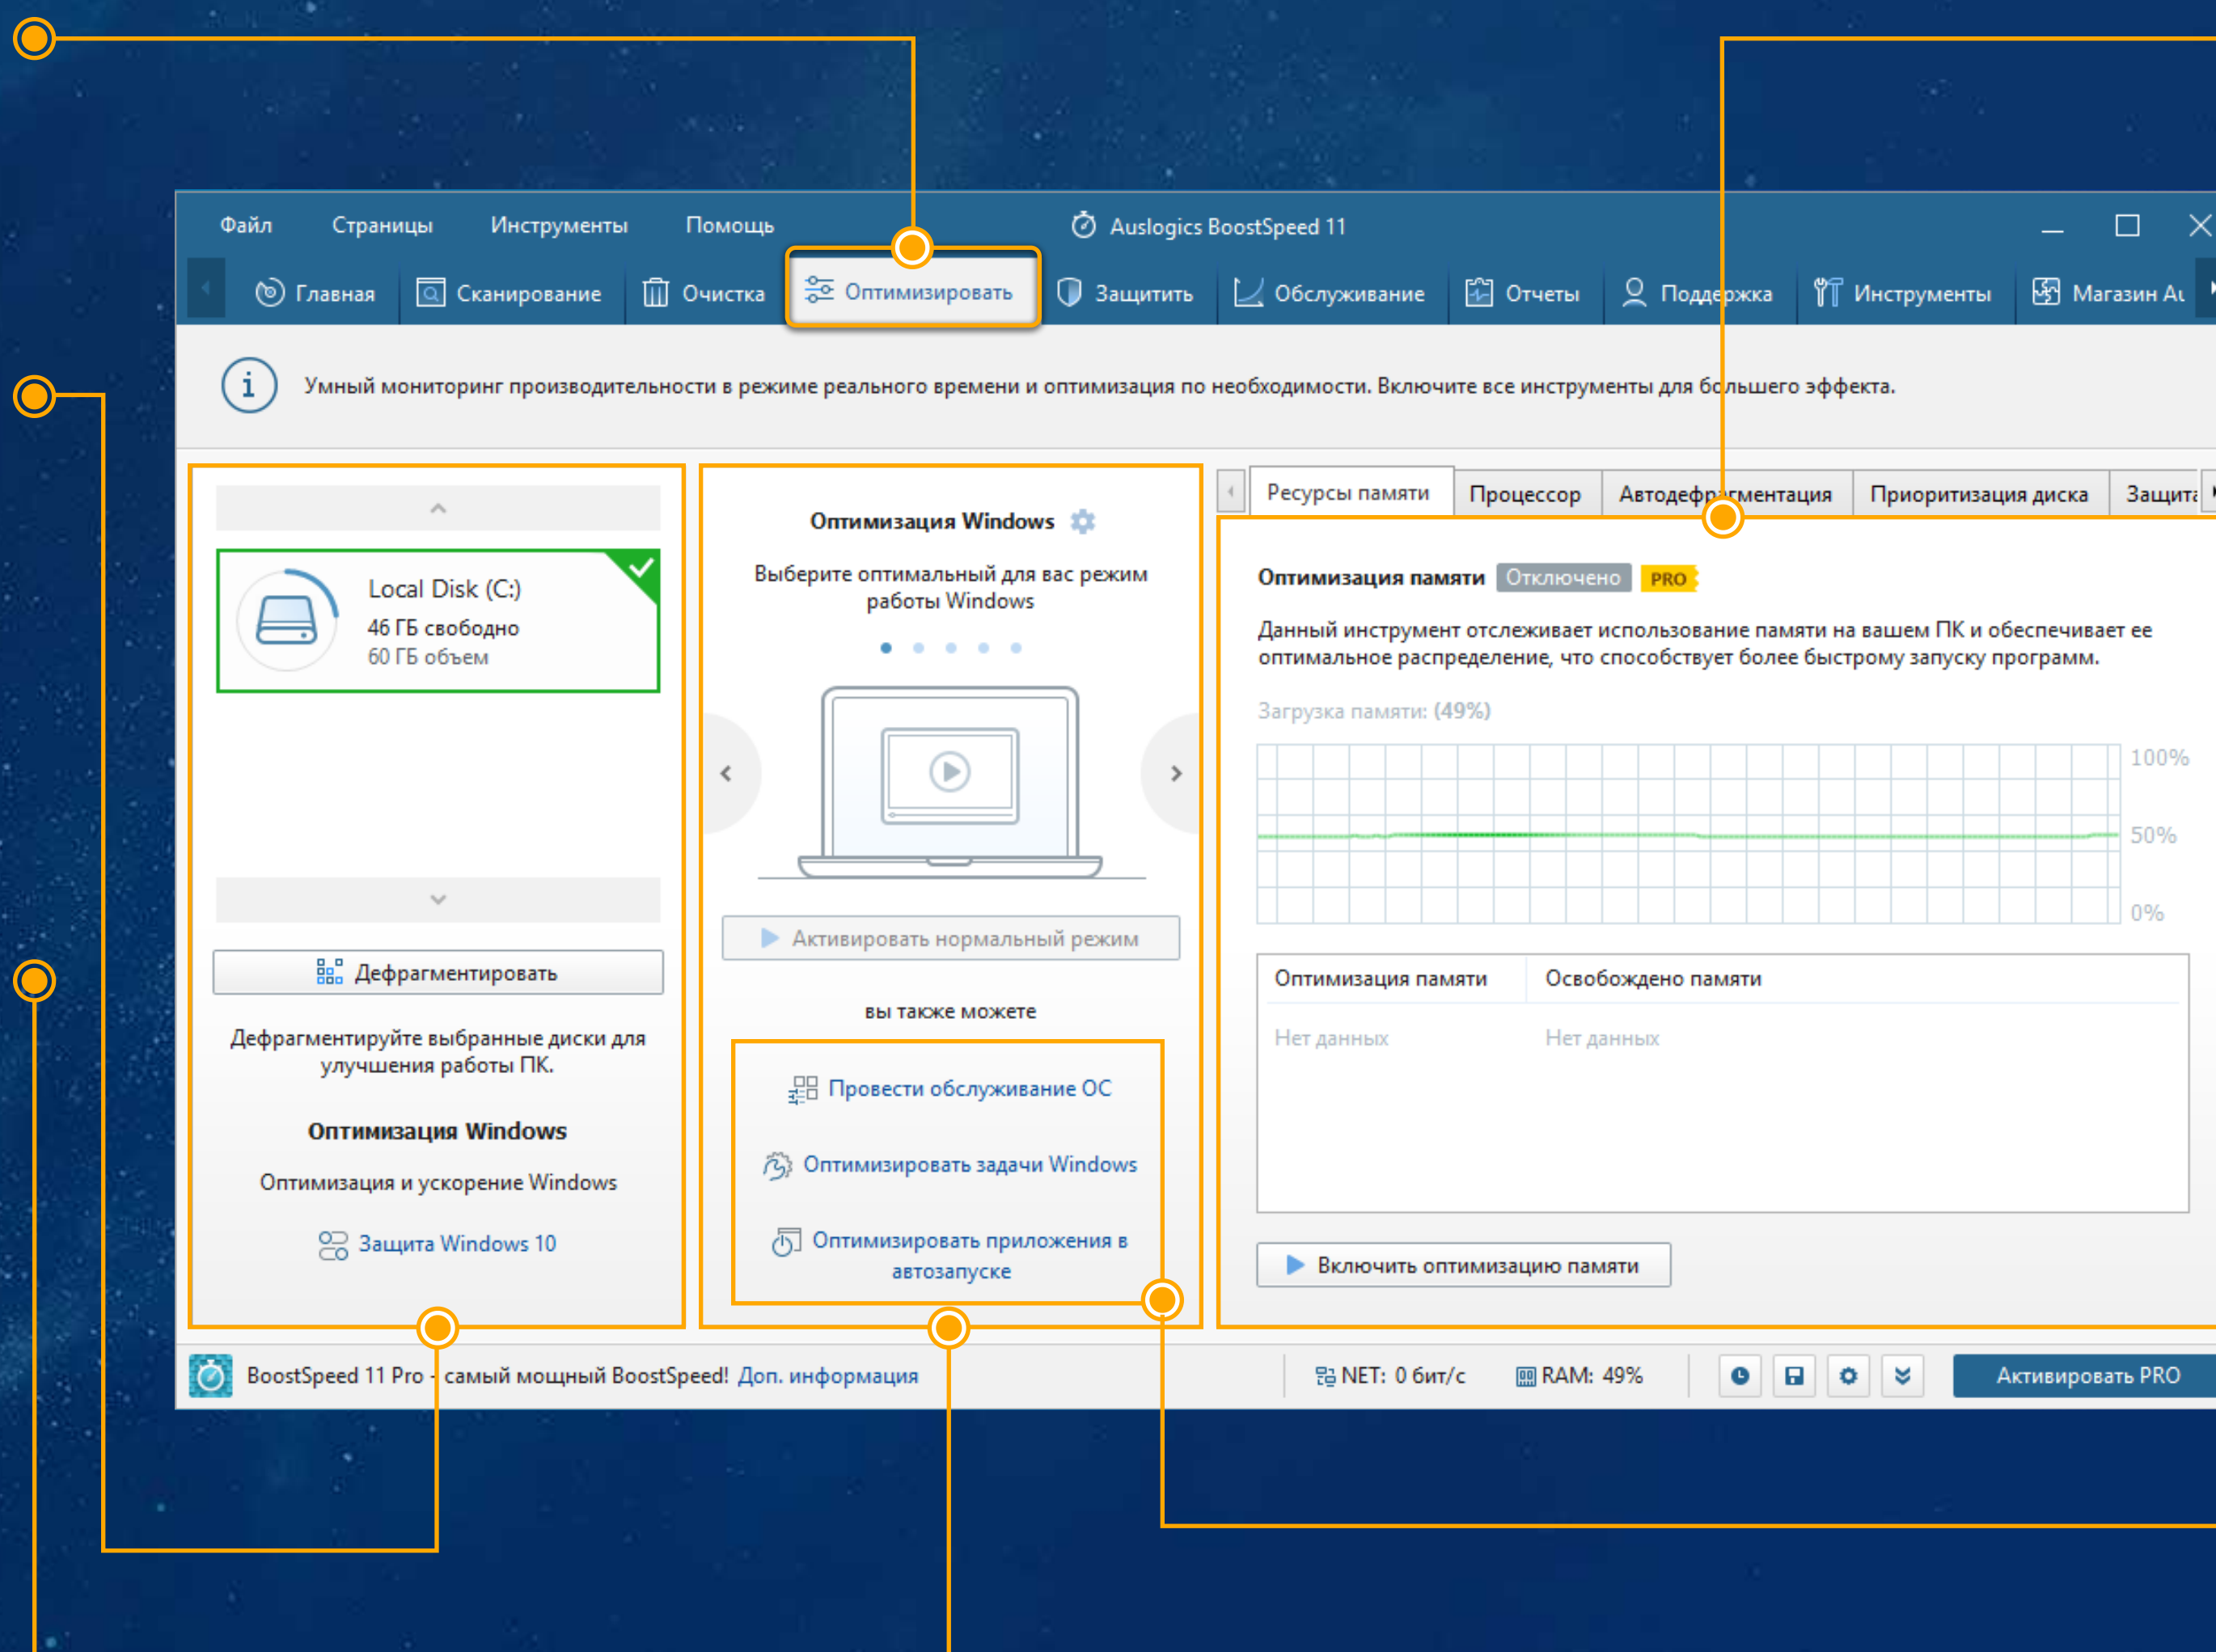 Файл Страницы Инструменты Помощь Auslogics BoostSpeed 11
Главная Сканирование Очистка Оптимизировать Защитить Обслуживание Отчеты Поддержка Инструменты Магазин
Умный мониторинг производительности в режиме реального времени и оптимизация по необходимости. Включите все инструменты для большего эффекта.
Local Disk (C:)
46 ГБ свободно
60 ГБ объем
Дефрагментировать
Дефрагментируйте выбранные диски для
улучшения работы ПК.
Оптимизация Windows
Оптимизация и ускорение Windows
Защита Windows 10
Оптимизация Windows
Выберите оптимальный для вас режим
работы Windows
Активировать нормальный режим
вы также можете
Провести обслуживание ОС
Оптимизировать задачи Windows
Оптимизировать приложения в
автозапуске
Ресурсы памяти Процессор Автодефрагментация Приоритизация диска Защита
Оптимизация памяти Отключено PRO
Данный инструмент отслеживает использование памяти на вашем ПК и обеспечивает ее
оптимальное распределение, что способствует более быстрому запуску программ.
Загрузка памяти: (49%)
100%
50%
0%
Оптимизация памяти Освобождено памяти
Нет данных Нет данных
Включить оптимизацию памяти
BoostSpeed 11 Pro - самый мощный BoostSpeed! Доп. информация NET: 0 бит/с RAM: 49% Активировать PRO